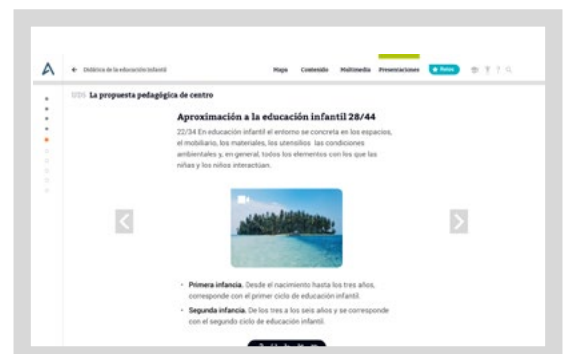 ← Didáctica de la educación infantil
Mapa Contenido Multimedia Presentaciones Notas
U06 La propuesta pedagógica de centro
Aproximación a la educación infantil 28/44
22/34 En educación infantil el entorno se concreta en los espacios,
el mobiliario, los materiales, los utensilios las condiciones
ambientales y, en general, todos los elementos con los que las
niñas y los niños interactúan.
• Primera infancia. Desde el nacimiento hasta los tres años,
corresponde con el primer ciclo de educación infantil.
• Segunda infancia. De los tres a los seis años y se corresponde
con el segundo ciclo de educación infantil.